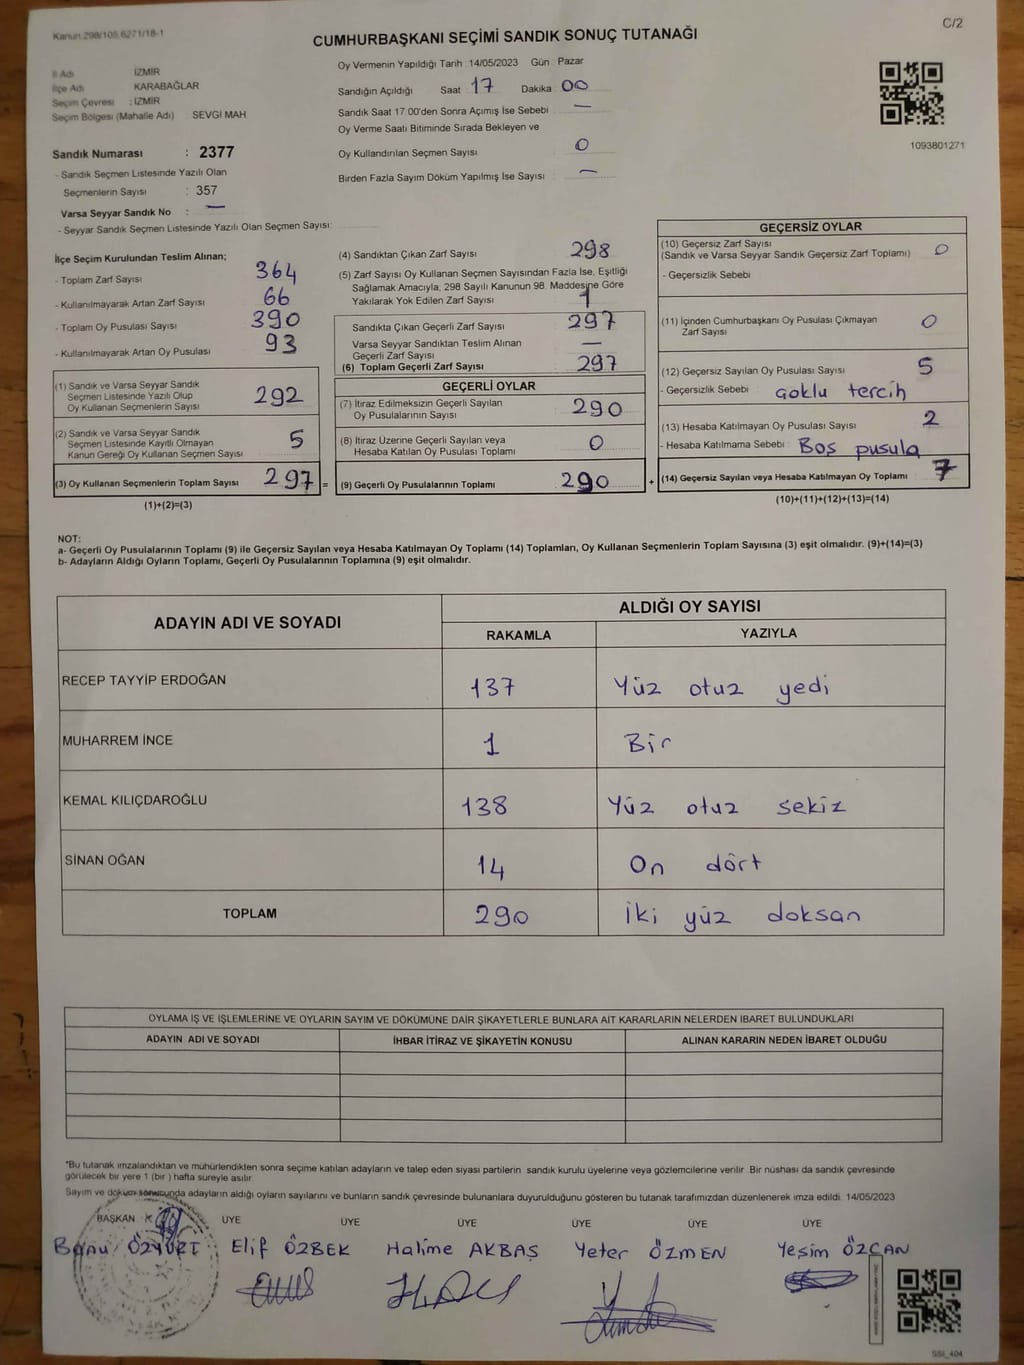 Kanun 298/105,6271/18-1
C/2
CUMHURBAŞKANI SEÇİMİ SANDIK SONUÇ TUTANAĞI
İl Adı İZMİR
İlçe Adı KARABAĞLAR
Seçim Çevresi : İZMİR
Seçim Bölgesi (Mahalle Adı) SEVGİ MAH
Sandık Numarası : 2377
- Sandık Seçmen Listesinde Yazılı Olan
Seçmenlerin Sayısı : 357
Varsa Seyyar Sandık No : —
- Seyyar Sandık Seçmen Listesinde Yazılı Olan Seçmen Sayısı:
Oy Vermenin Yapıldığı Tarih : 14/05/2023 Gün : Pazar
Sandığın Açıldığı Saat 17 Dakika 00
Sandık Saat 17:00'den Sonra Açımış İse Sebebi —
Oy Verme Saati Bitiminde Sırada Bekleyen ve
Oy Kullandırılan Seçmen Sayısı 0
Birden Fazla Sayım Döküm Yapılmış İse Sayısı —
1093801271
İlçe Seçim Kurulundan Teslim Alınan;
- Toplam Zarf Sayısı 364
- Kullanılmayarak Artan Zarf Sayısı 66
- Toplam Oy Pusulası Sayısı 390
- Kullanılmayarak Artan Oy Pusulası 93
(1) Sandık ve Varsa Seyyar Sandık
Seçmen Listesinde Yazılı Olup
Oy Kullanan Seçmenlerin Sayısı 292
(2) Sandık ve Varsa Seyyar Sandık
Seçmen Listesinde Kayıtlı Olmayan
Kanun Gereği Oy Kullanan Seçmen Sayısı 5
(3) Oy Kullanan Seçmenlerin Toplam Sayısı 297 =
(1)+(2)=(3)
(4) Sandıktan Çıkan Zarf Sayısı 298
(5) Zarf Sayısı Oy Kullanan Seçmen Sayısından Fazla İse, Eşitliği
Sağlamak Amacıyla, 298 Sayılı Kanunun 98. Maddesine Göre
Yakılarak Yok Edilen Zarf Sayısı 1
Sandıkta Çıkan Geçerli Zarf Sayısı 297
Varsa Seyyar Sandıktan Teslim Alınan
Geçerli Zarf Sayısı —
(6) Toplam Geçerli Zarf Sayısı 297
GEÇERLİ OYLAR
(7) İtiraz Edilmeksizin Geçerli Sayılan
Oy Pusulalarının Sayısı 290
(8) İtiraz Üzerine Geçerli Sayılan veya
Hesaba Katılan Oy Pusulası Toplamı 0
(9) Geçerli Oy Pusulalarının Toplamı 290 +
GEÇERSİZ OYLAR
(10) Geçersiz Zarf Sayısı 0
(Sandık ve Varsa Seyyar Sandık Geçersiz Zarf Toplamı)
- Geçersizlik Sebebi
(11) İçinden Cumhurbaşkanı Oy Pusulası Çıkmayan
Zarf Sayısı 0
(12) Geçersiz Sayılan Oy Pusulası Sayısı 5
- Geçersizlik Sebebi Çoklu tercih
(13) Hesaba Katılmayan Oy Pusulası Sayısı 2
- Hesaba Katılmama Sebebi Boş pusula
(14) Geçersiz Sayılan veya Hesaba Katılmayan Oy Toplamı 7
(10)+(11)+(12)+(13)=(14)
NOT:
a- Geçerli Oy Pusulalarının Toplamı (9) ile Geçersiz Sayılan veya Hesaba Katılmayan Oy Toplamı (14) Toplamları, Oy Kullanan Seçmenlerin Toplam Sayısına (3) eşit olmalıdır. (9)+(14)=(3)
b- Adayların Aldığı Oyların Toplamı, Geçerli Oy Pusulalarının Toplamına (9) eşit olmalıdır.
ADAYIN ADI VE SOYADI ALDIĞI OY SAYISI
RAKAMLA YAZIYLA
RECEP TAYYİP ERDOĞAN 137 Yüz otuz yedi
MUHARREM İNCE 1 Bir
KEMAL KILIÇDAROĞLU 138 Yüz otuz sekiz
SİNAN OĞAN 14 On dört
TOPLAM 290 İki yüz doksan
OYLAMA İŞ VE İŞLEMLERİNE VE OYLARIN SAYIM VE DÖKÜMÜNE DAİR ŞİKAYETLERLE BUNLARA AİT KARARLARIN NELERDEN İBARET BULUNDUKLARI
ADAYIN ADI VE SOYADI İHBAR İTİRAZ VE ŞİKAYETİN KONUSU ALINAN KARARIN NEDEN İBARET OLDUĞU
"Bu tutanak imzalandıktan ve mühürlendikten sonra seçime katılan adayların ve talep eden siyasi partilerin sandık kurulu üyelerine veya gözlemcilerine verilir. Bir nüshası da sandık çevresinde
görülecek bir yere 1 (bir) hafta süreyle asılır.
Sayım ve döküm sonucunda adayların aldığı oyların sayılarını ve bunların sandık çevresinde bulunanlara duyurulduğunu gösteren bu tutanak tarafımızdan düzenlenerek imza edildi. 14/05/2023
BAŞKAN ÜYE ÜYE ÜYE ÜYE ÜYE ÜYE
Banu ÖZYURT Elif ÖZBEK Halime AKBAŞ Yeter ÖZMEN Yeşim ÖZCAN
SSI_404